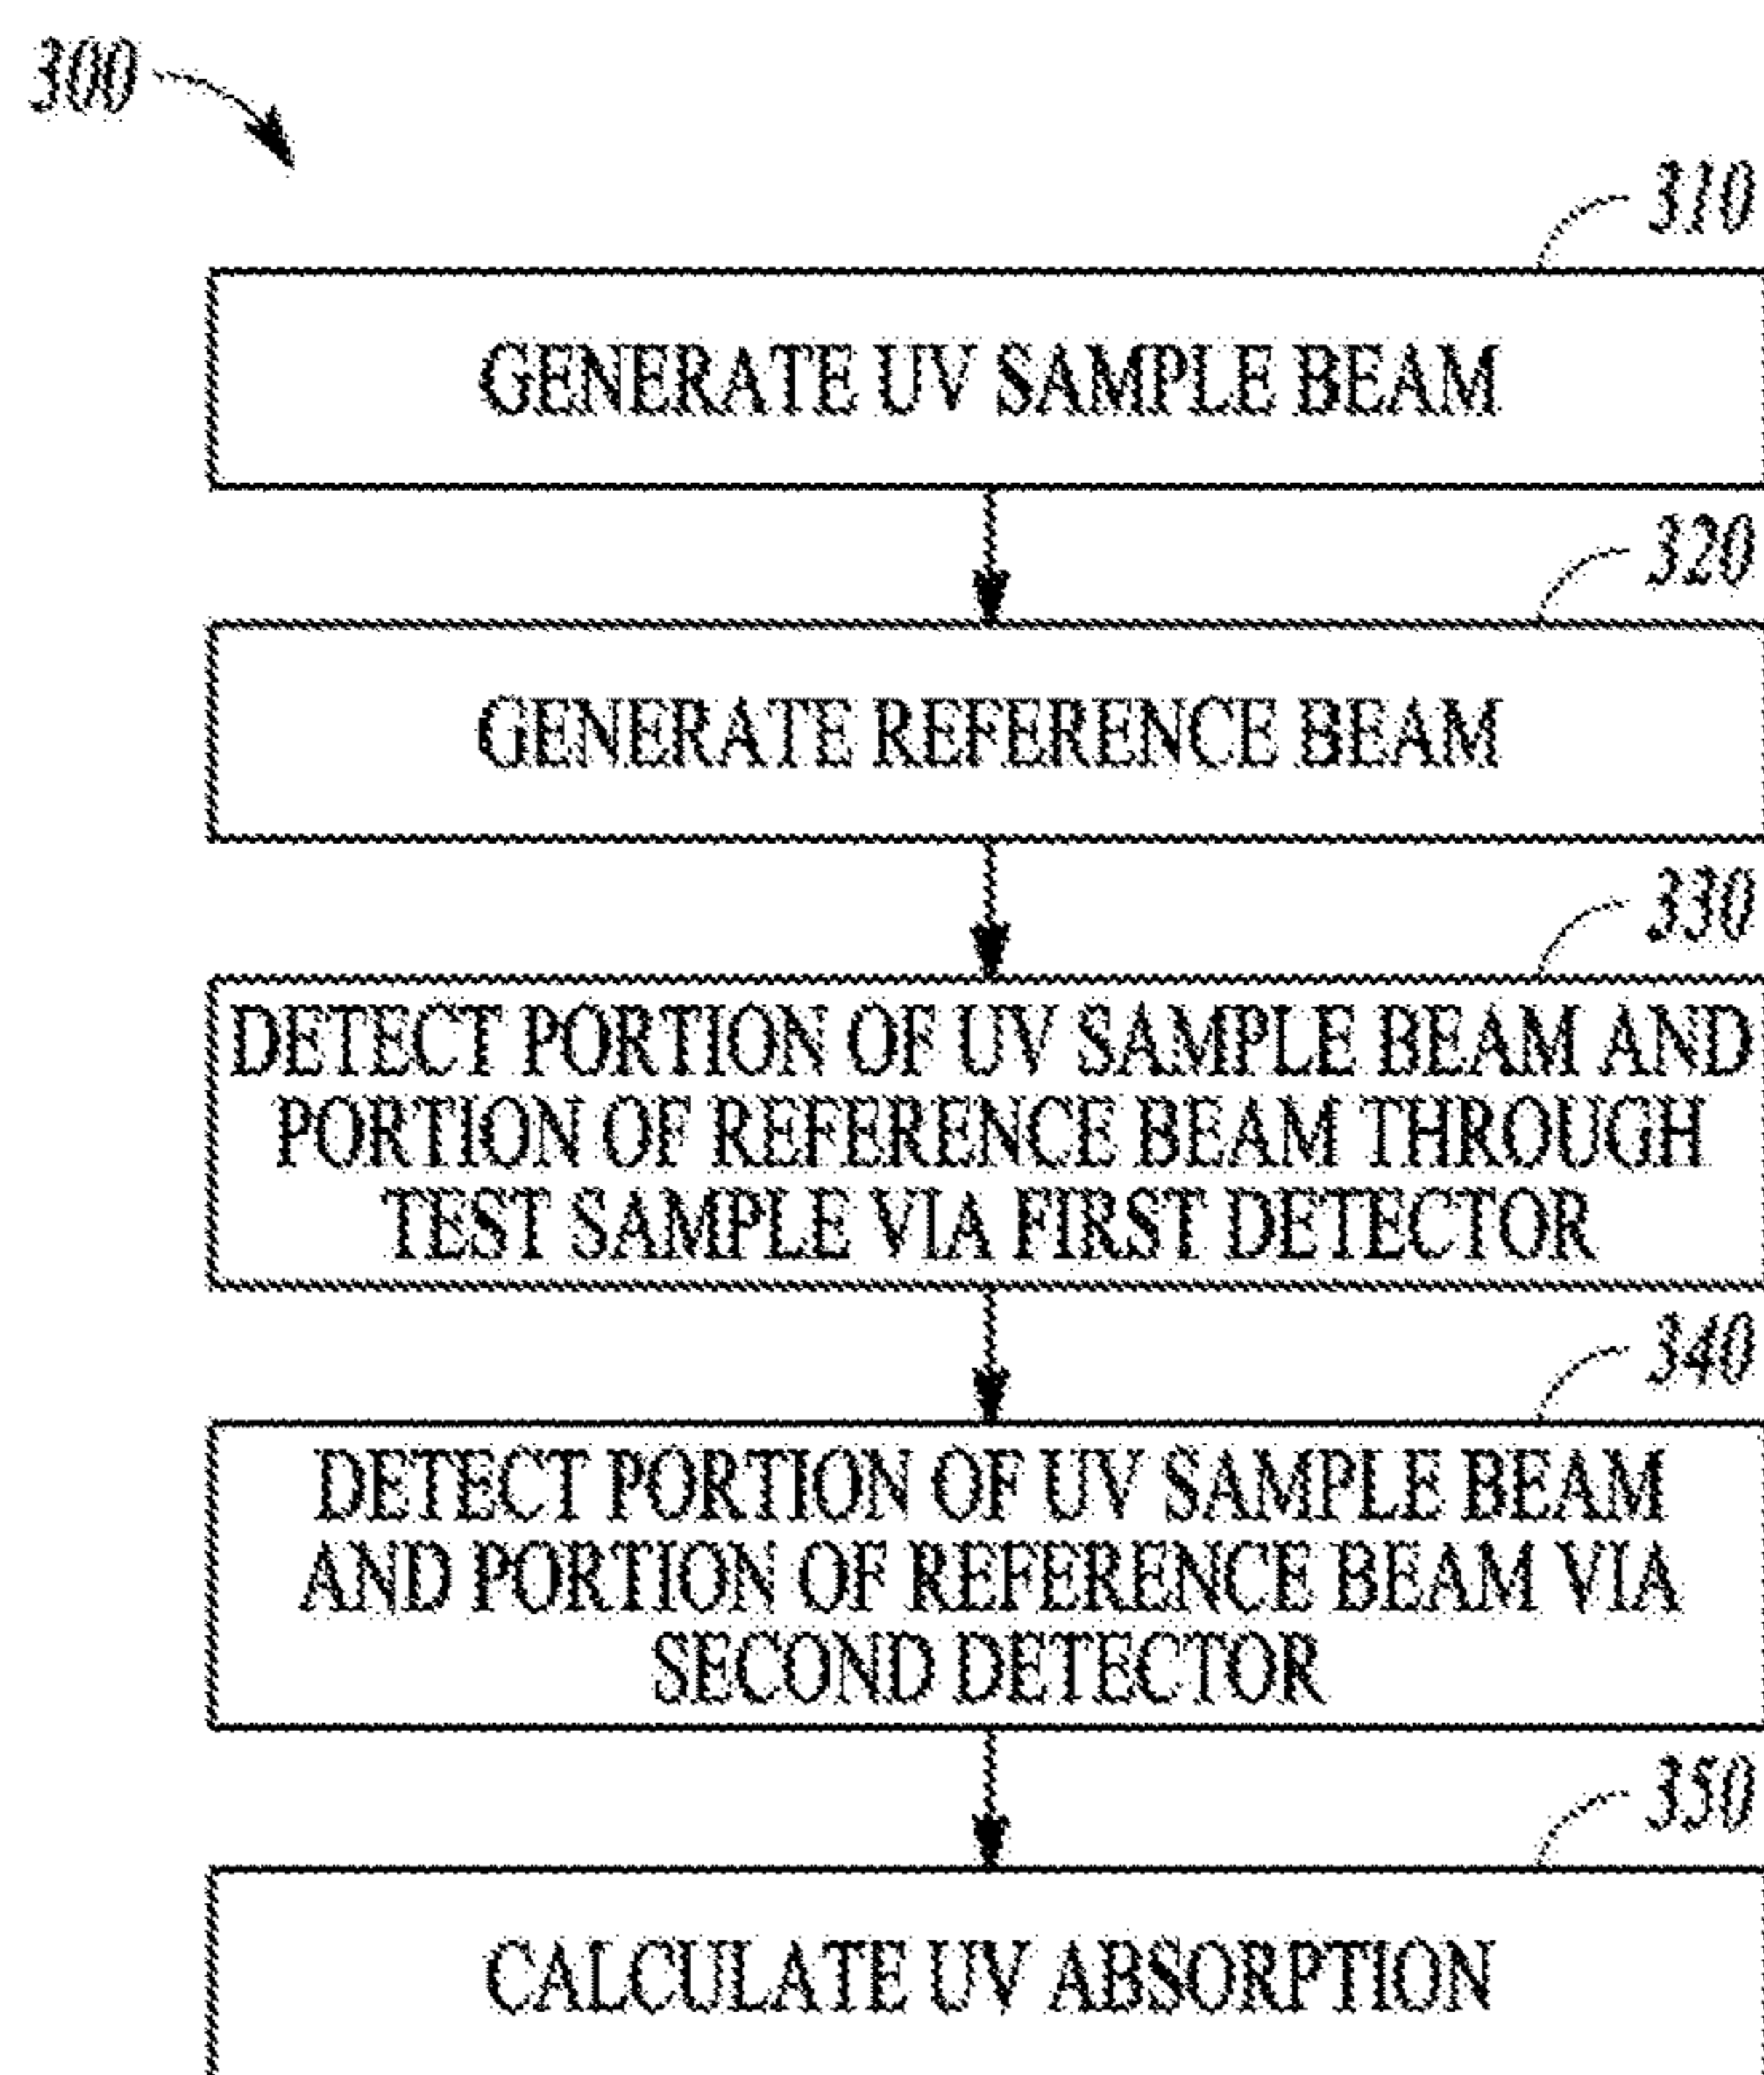 300
310
GENERATE UV SAMPLE BEAM
320
GENERATE REFERENCE BEAM
330
DETECT PORTION OF UV SAMPLE BEAM AND
PORTION OF REFERENCE BEAM THROUGH
TEST SAMPLE VIA FIRST DETECTOR
340
DETECT PORTION OF UV SAMPLE BEAM
AND PORTION OF REFERENCE BEAM VIA
SECOND DETECTOR
350
CALCULATE UV ABSORPTION